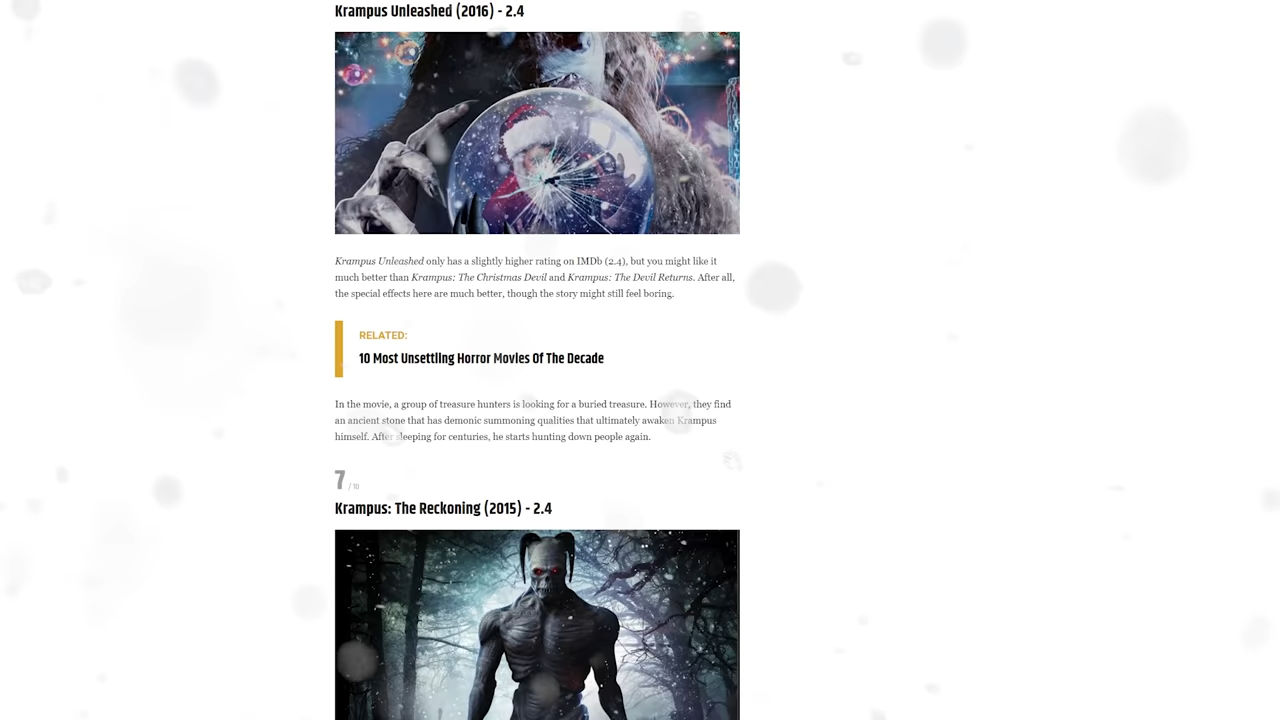 Krampus Unleashed (2016) - 2.4
Krampus Unleashed only has a slightly higher rating on IMDb (2.4), but you might like it
much better than Krampus: The Christmas Devil and Krampus: The Devil Returns. After all,
the special effects here are much better, though the story might still feel boring.
RELATED:
10 Most Unsettling Horror Movies Of The Decade
In the movie, a group of treasure hunters is looking for a buried treasure. However, they find
an ancient stone that has demonic summoning qualities that ultimately awaken Krampus
himself. After sleeping for centuries, he starts hunting down people again.
7 / 10
Krampus: The Reckoning (2015) - 2.4